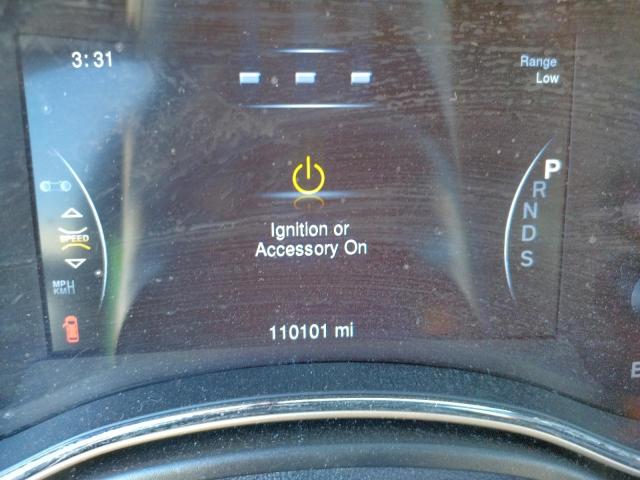 3:31
Range
Low
P
R
N
D
S
SPEED
MPH
KM/H
Ignition or
Accessory On
110101 mi
E